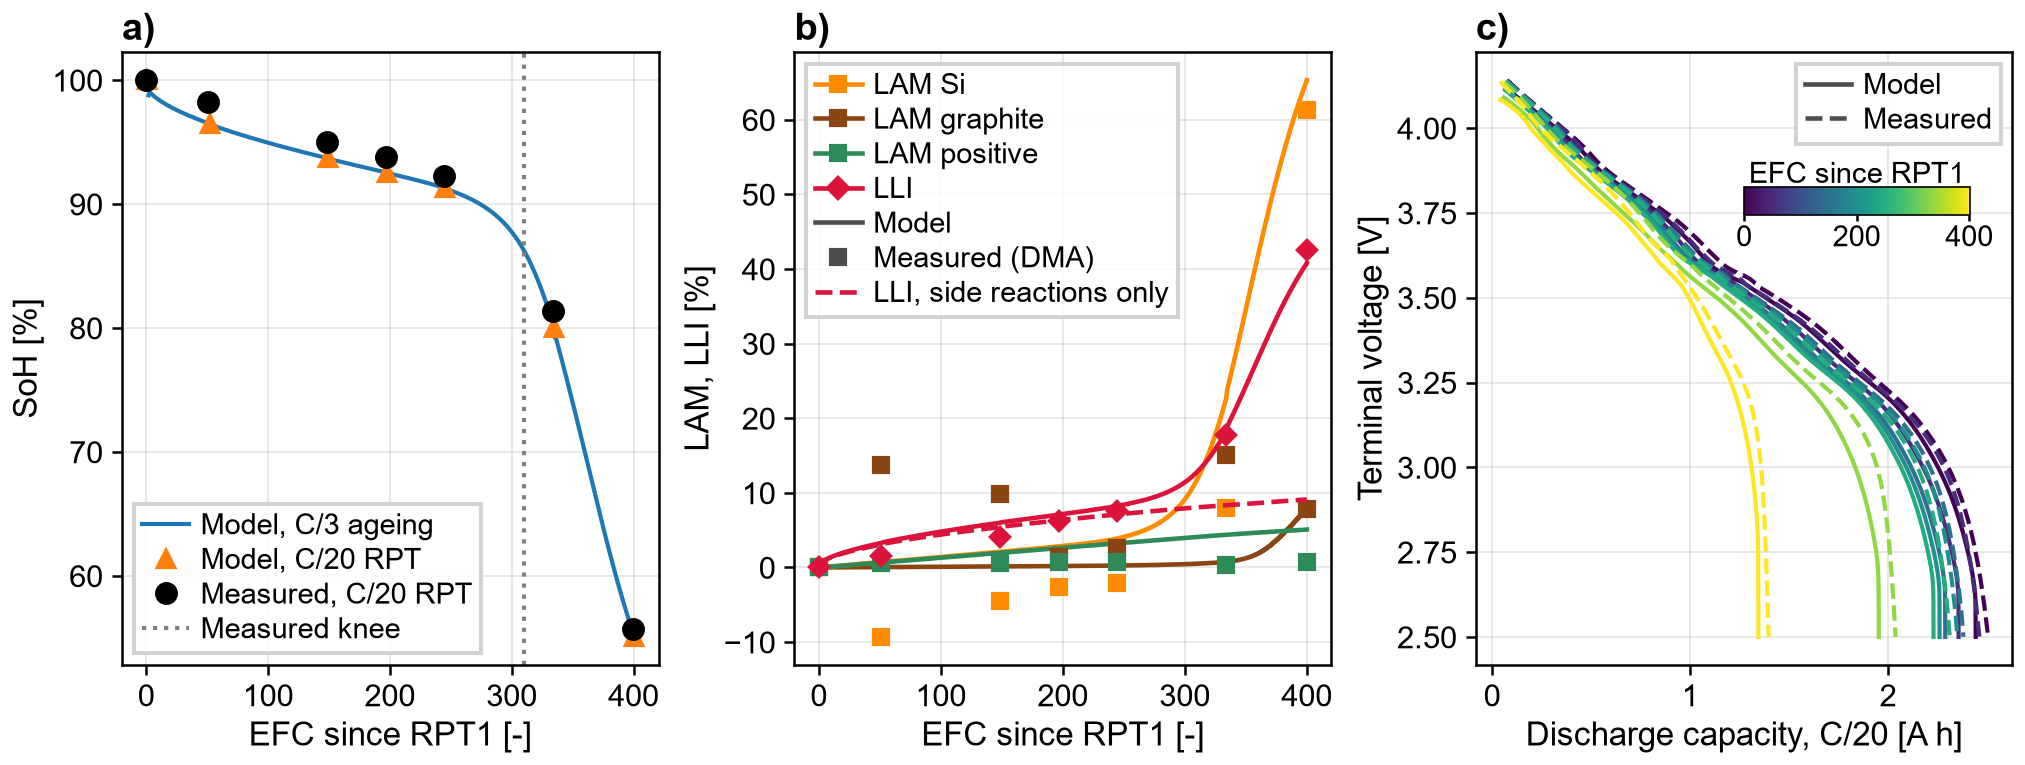 a)
100
90
80
70
60
SoH [%]
Model, C/3 ageing
Model, C/20 RPT
Measured, C/20 RPT
Measured knee
0 100 200 300 400
EFC since RPT1 [-]
b)
60
50
40
30
20
10
0
−10
LAM, LLI [%]
LAM Si
LAM graphite
LAM positive
LLI
Model
Measured (DMA)
LLI, side reactions only
0 100 200 300 400
EFC since RPT1 [-]
c)
4.00
3.75
3.50
3.25
3.00
2.75
2.50
Terminal voltage [V]
Model
Measured
EFC since RPT1
0 200 400
0 1 2
Discharge capacity, C/20 [A h]